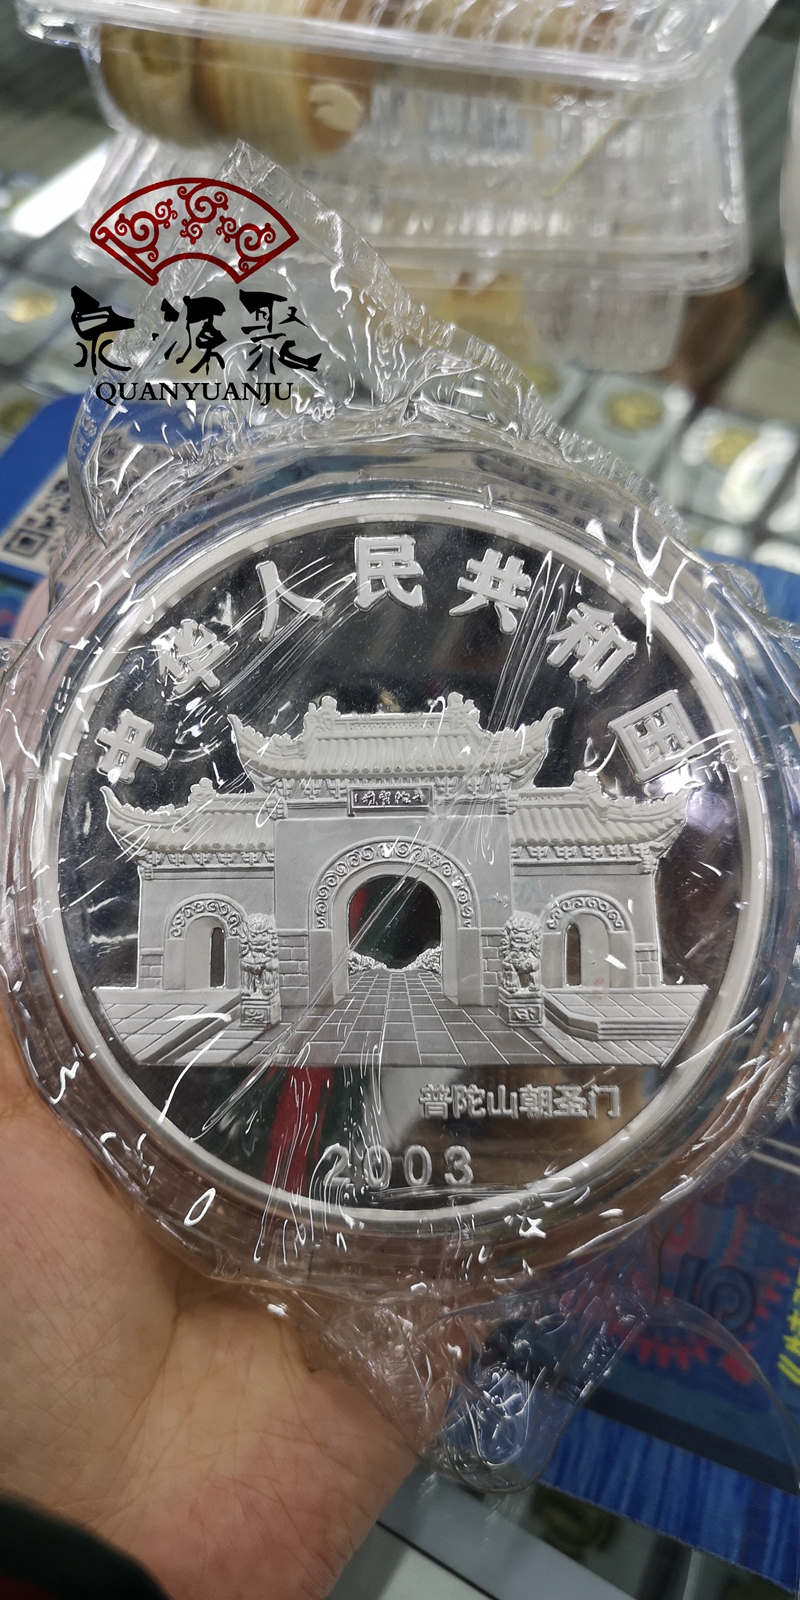 泉源聚
QUANYUANJU
中华人民共和国
普陀山朝圣门
2003